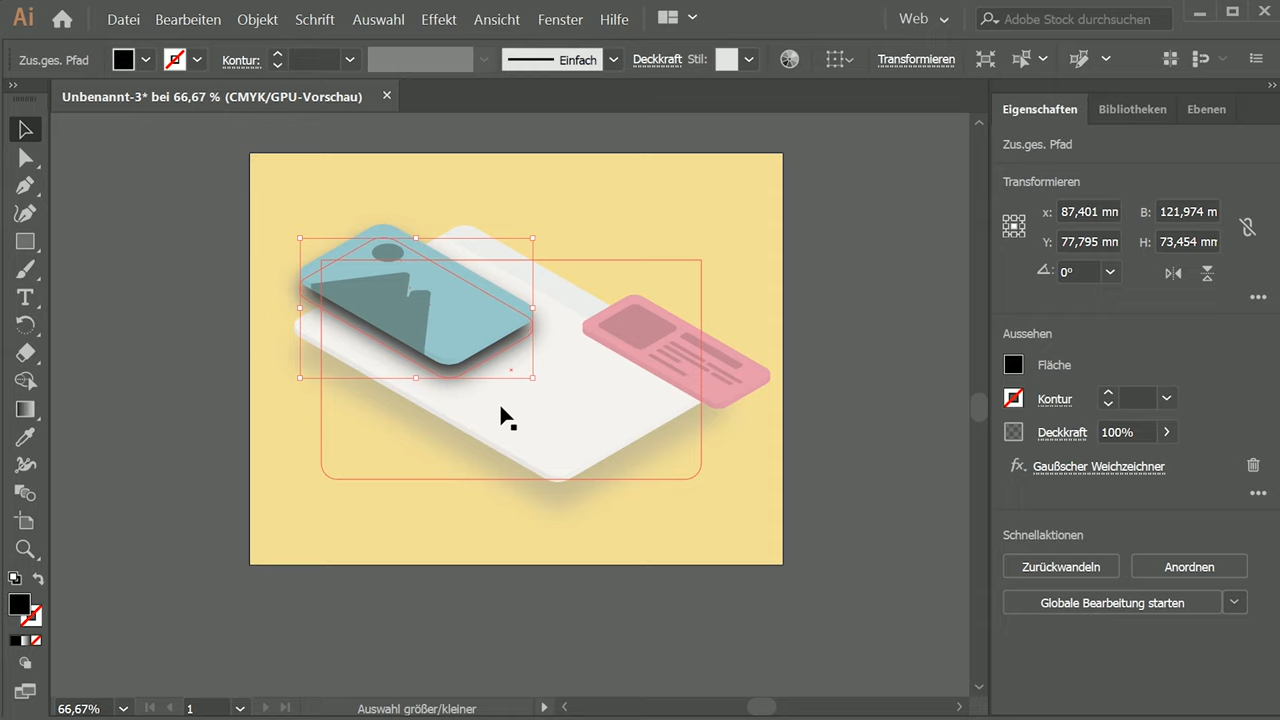 Ai
Datei Bearbeiten Objekt Schrift Auswahl Effekt Ansicht Fenster Hilfe Web Adobe Stock durchsuchen
Zus.ges. Pfad Kontur: Einfach Deckkraft Stil: Transformieren
Unbenannt-3* bei 66,67 % (CMYK/GPU-Vorschau)
Eigenschaften Bibliotheken Ebenen
Zus.ges. Pfad
Transformieren
X: 87,401 mm B: 121,974 m
Y: 77,795 mm H: 73,454 mm
0°
Aussehen
Fläche
Kontur
Deckkraft 100%
fx Gaußscher Weichzeichner
Schnellaktionen
Zurückwandeln Anordnen
Globale Bearbeitung starten
66,67% 1 Auswahl größer/kleiner